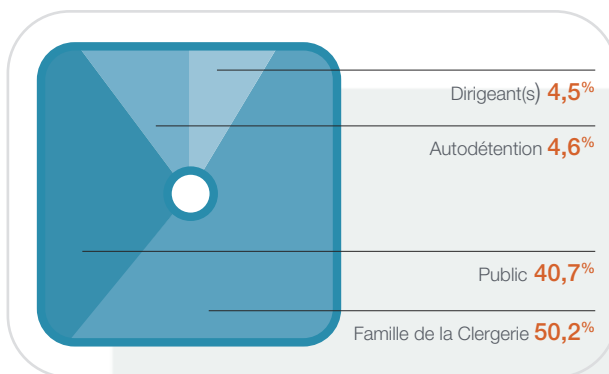 Dirigeant(s) 4,5%
Autodétention 4,6%
Public 40,7%
Famille de la Clergerie 50,2%